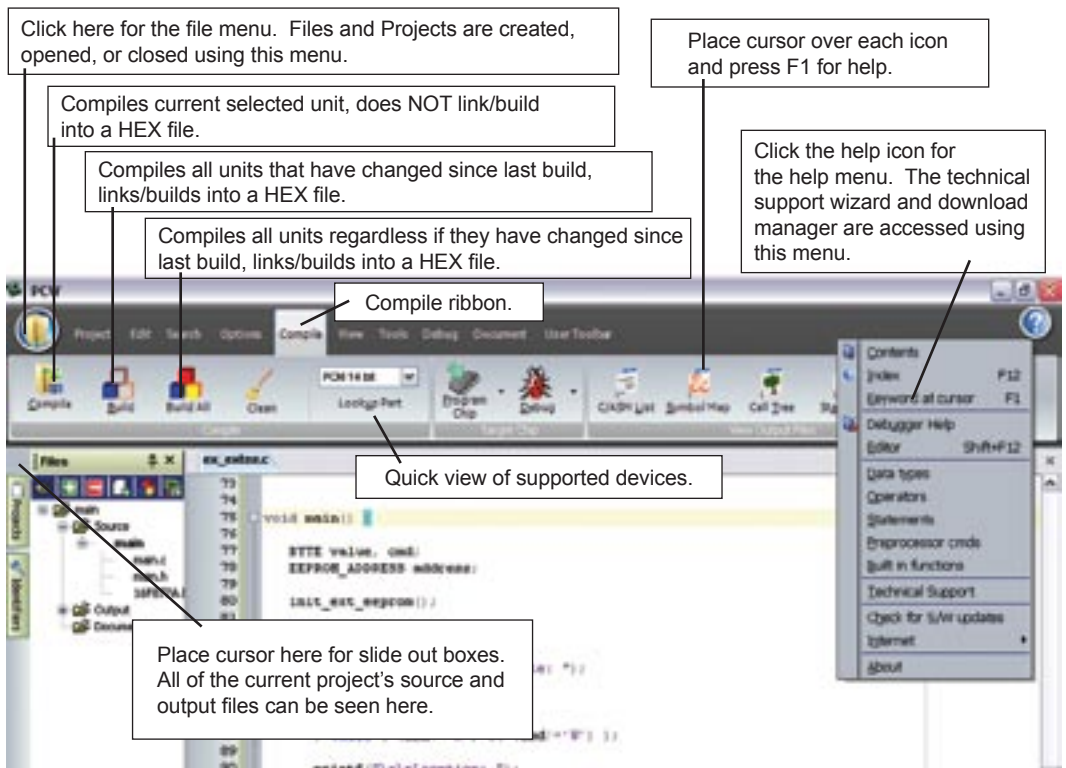 Click here for the file menu.  Files and Projects are created,
opened, or closed using this menu.
Place cursor over each icon
and press F1 for help.
Compiles current selected unit, does NOT link/build
into a HEX file.
Click the help icon for
the help menu.  The technical
support wizard and download
manager are accessed using
this menu.
Compiles all units that have changed since last build,
links/builds into a HEX file.
Compiles all units regardless if they have changed since
last build, links/builds into a HEX file.
PCW
Compile ribbon.
Project Edit Search Options Compile View Tools Debug Document User Toolbar
Compile Build Build All Clean
PCM 14 bit
Lookup Part
Program
Chip
Debug
C/ASM List Symbol Map Call Tree
Compile
Target Chip
View Output Files
Contents
Index F12
Keyword at cursor F1
Debugger Help
Editor Shift+F12
Data types
Operators
Statements
Preprocessor cmds
Built in functions
Technical Support
Check for S/W updates
Internet
About
Quick view of supported devices.
Files
Projects
Identifiers
main
Source
main
main.c
main.h
Output
ex_extee.c
73
74
75 void main() {
76
77 BYTE value, cmd;
78 EEPROM_ADDRESS address;
79
80 init_ext_eeprom();
81
Place cursor here for slide out boxes.
All of the current project's source and
output files can be seen here.
89
90